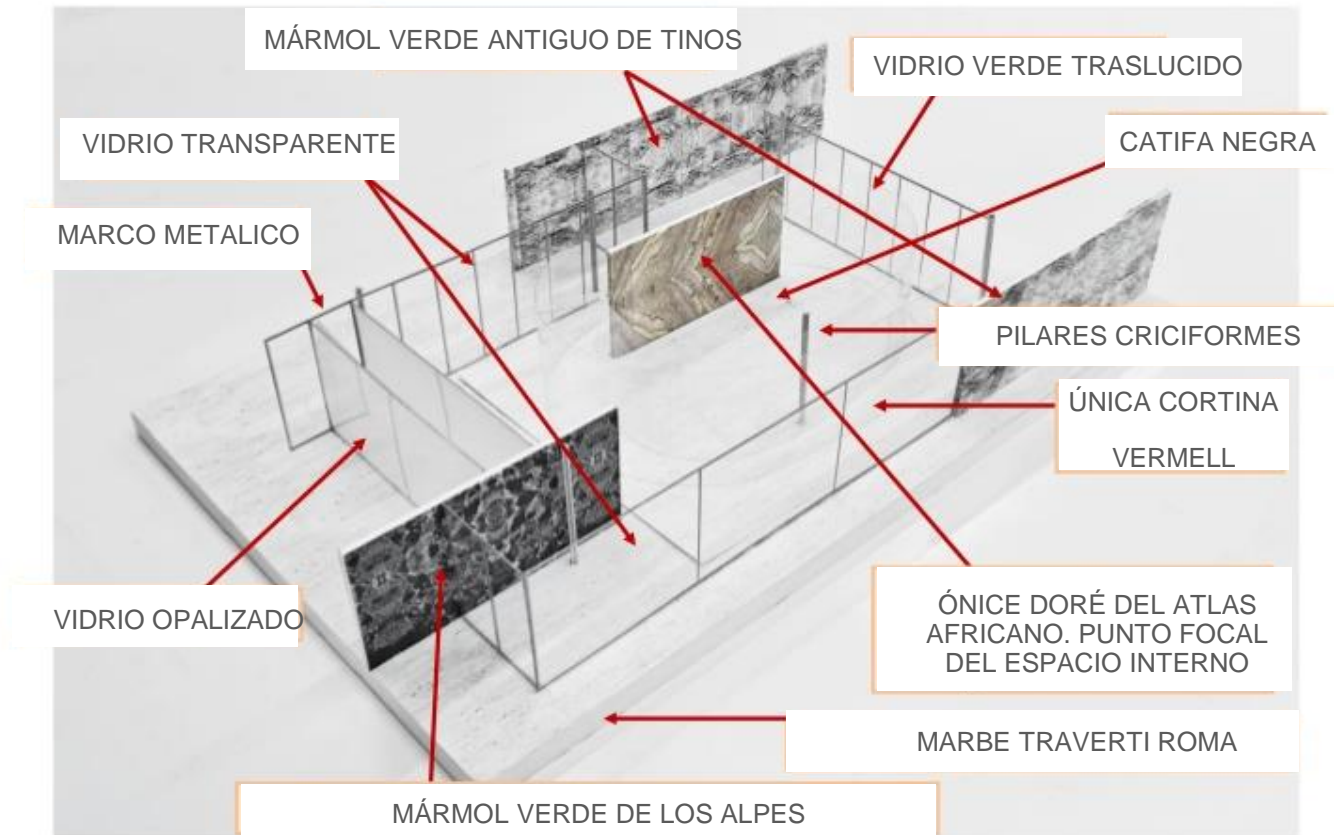 MÁRMOL VERDE ANTIGUO DE TINOS
VIDRIO VERDE TRASLUCIDO
VIDRIO TRANSPARENTE
CATIFA NEGRA
MARCO METALICO
PILARES CRICIFORMES
ÚNICA CORTINA
VERMELL
VIDRIO OPALIZADO
ÓNICE DORÉ DEL ATLAS
AFRICANO. PUNTO FOCAL
DEL ESPACIO INTERNO
MARBE TRAVERTI ROMA
MÁRMOL VERDE DE LOS ALPES